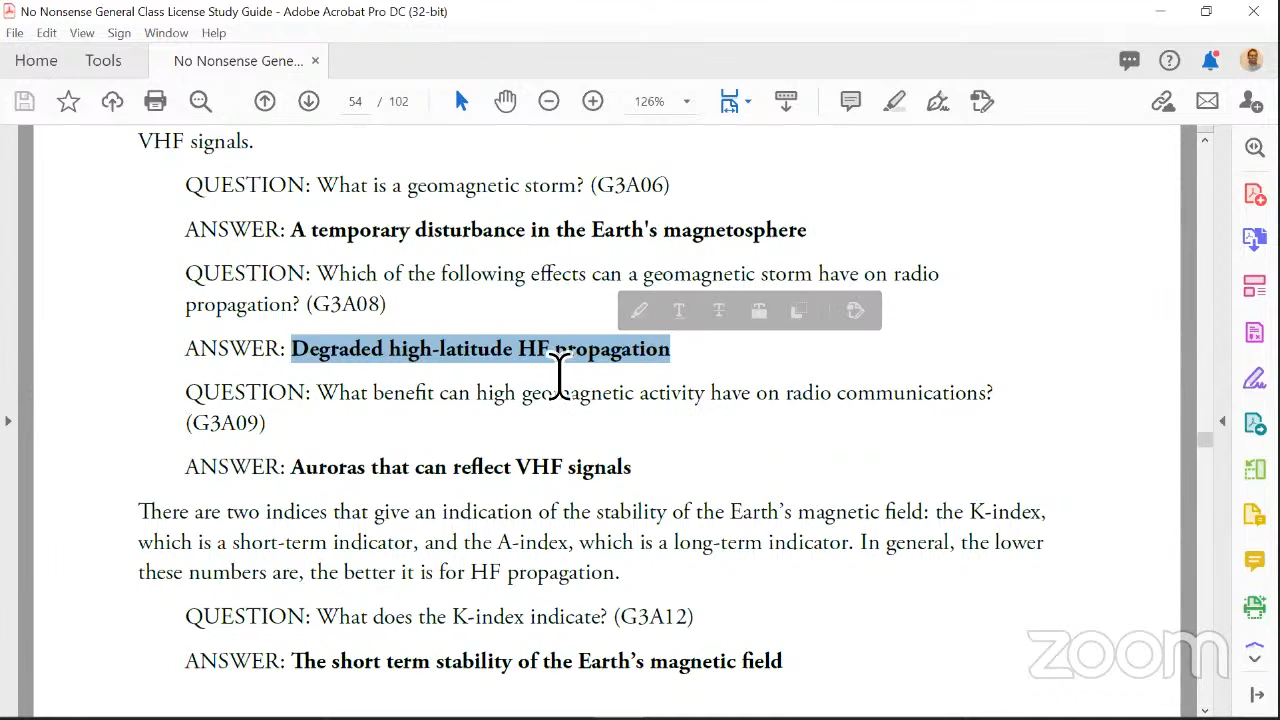 No Nonsense General Class License Study Guide - Adobe Acrobat Pro DC (32-bit)
File Edit View Sign Window Help
Home Tools No Nonsense Gene... ×
54 / 102 126%
VHF signals.
QUESTION: What is a geomagnetic storm? (G3A06)
ANSWER: A temporary disturbance in the Earth's magnetosphere
QUESTION: Which of the following effects can a geomagnetic storm have on radio
propagation? (G3A08)
ANSWER: Degraded high-latitude HF propagation
QUESTION: What benefit can high geomagnetic activity have on radio communications?
(G3A09)
ANSWER: Auroras that can reflect VHF signals
There are two indices that give an indication of the stability of the Earth’s magnetic field: the K-index,
which is a short-term indicator, and the A-index, which is a long-term indicator. In general, the lower
these numbers are, the better it is for HF propagation.
QUESTION: What does the K-index indicate? (G3A12)
ANSWER: The short term stability of the Earth’s magnetic field
zoom